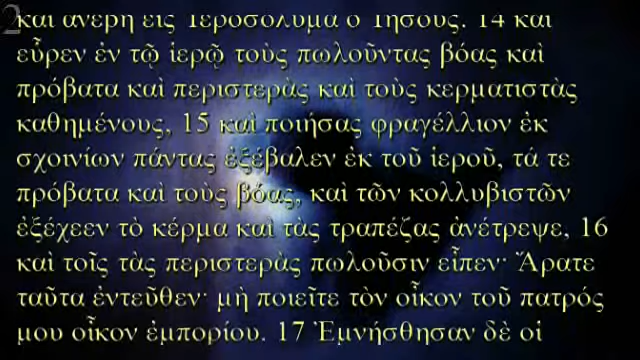 2
καὶ ἀνέβη εἰς Ἱεροσόλυμα ὁ Ἰησοῦς. 14 καὶ
εὗρεν ἐν τῷ ἱερῷ τοὺς πωλοῦντας βόας καὶ
πρόβατα καὶ περιστερὰς καὶ τοὺς κερματιστὰς
καθημένους, 15 καὶ ποιήσας φραγέλλιον ἐκ
σχοινίων πάντας ἐξέβαλεν ἐκ τοῦ ἱεροῦ, τά τε
πρόβατα καὶ τοὺς βόας, καὶ τῶν κολλυβιστῶν
ἐξέχεεν τὸ κέρμα καὶ τὰς τραπέζας ἀνέτρεψε, 16
καὶ τοῖς τὰς περιστερὰς πωλοῦσιν εἶπεν· Ἄρατε
ταῦτα ἐντεῦθεν· μὴ ποιεῖτε τὸν οἶκον τοῦ πατρός
μου οἶκον ἐμπορίου. 17 Ἐμνήσθησαν δὲ οἱ